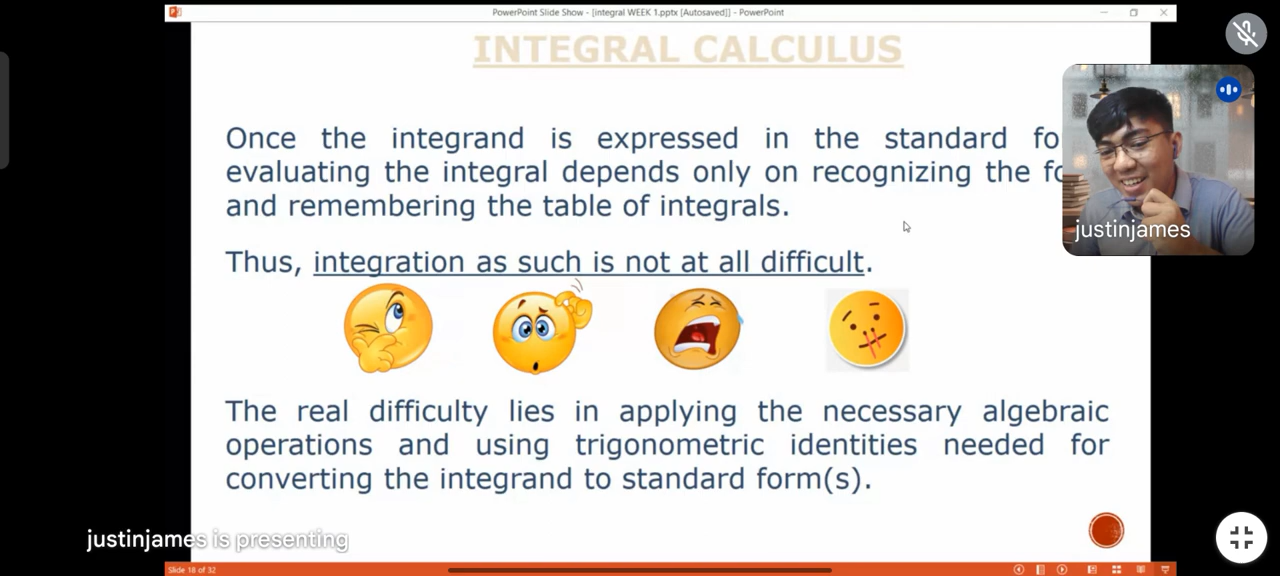 PowerPoint Slide Show - [integral WEEK 1.pptx [Autosaved]] - PowerPoint
INTEGRAL CALCULUS
Once the integrand is expressed in the standard fo
evaluating the integral depends only on recognizing the fo
and remembering the table of integrals.
justinjames
Thus, integration as such is not at all difficult.
The real difficulty lies in applying the necessary algebraic
operations and using trigonometric identities needed for
converting the integrand to standard form(s).
justinjames is presenting
Slide 18 of 32